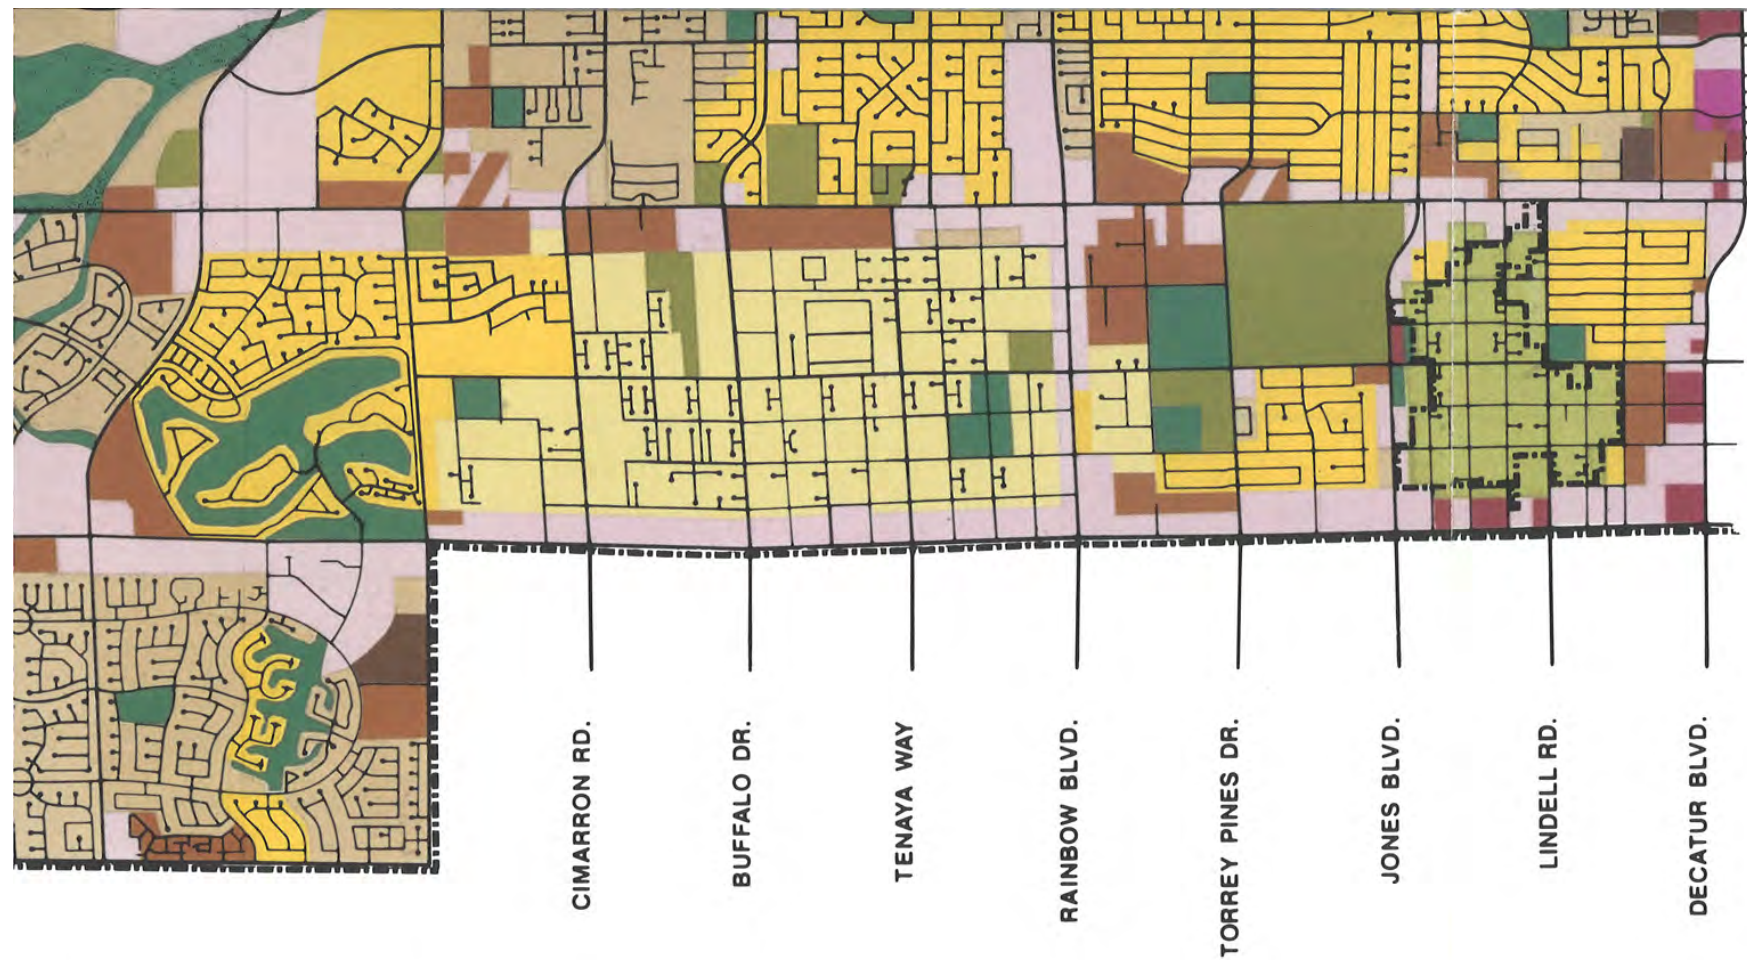 CIMARRON RD.
BUFFALO DR.
TENAYA WAY
RAINBOW BLVD.
TORREY PINES DR.
JONES BLVD.
LINDELL RD.
DECATUR BLVD.